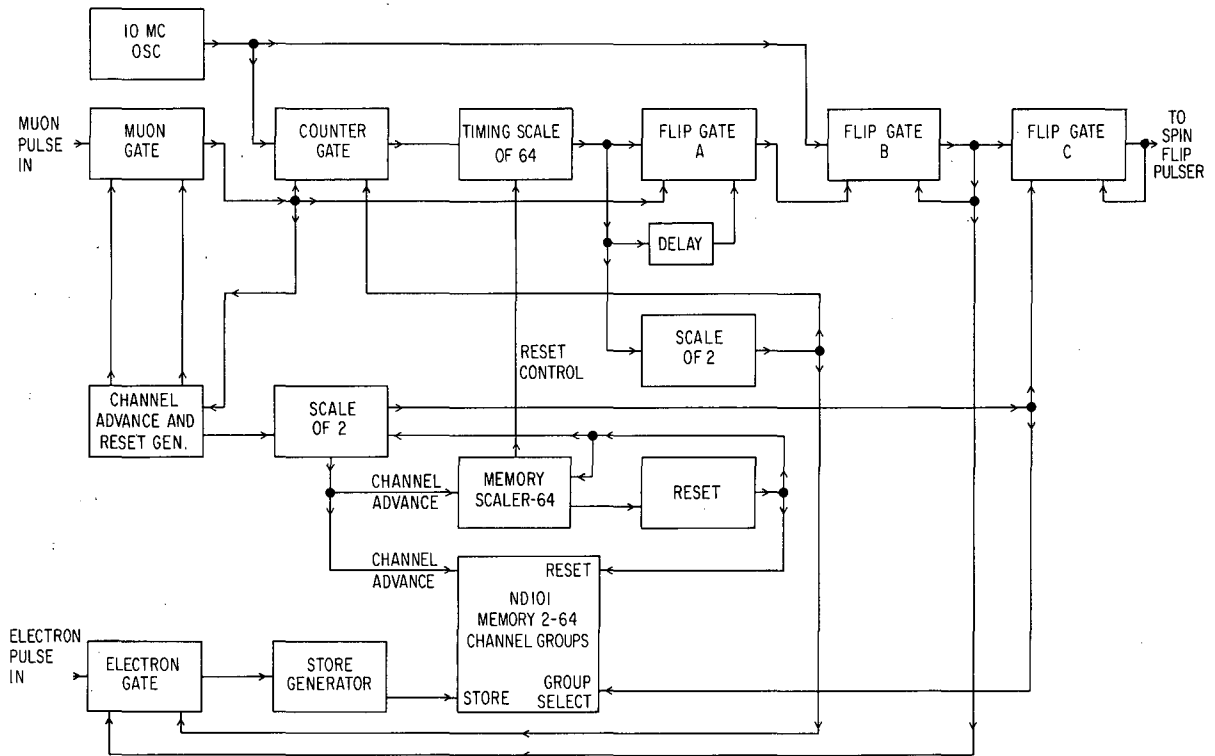 10 MC
OSC
MUON
PULSE
IN
MUON
GATE
COUNTER
GATE
TIMING SCALE
OF 64
FLIP GATE
A
FLIP GATE
B
FLIP GATE
C
TO
SPIN
FLIP
PULSER
DELAY
SCALE
OF 2
RESET
CONTROL
CHANNEL
ADVANCE AND
RESET GEN.
SCALE
OF 2
CHANNEL
ADVANCE
MEMORY
SCALER-64
RESET
CHANNEL
ADVANCE
RESET
ND101
MEMORY 2-64
CHANNEL GROUPS
STORE
GROUP
SELECT
ELECTRON
PULSE
IN
ELECTRON
GATE
STORE
GENERATOR